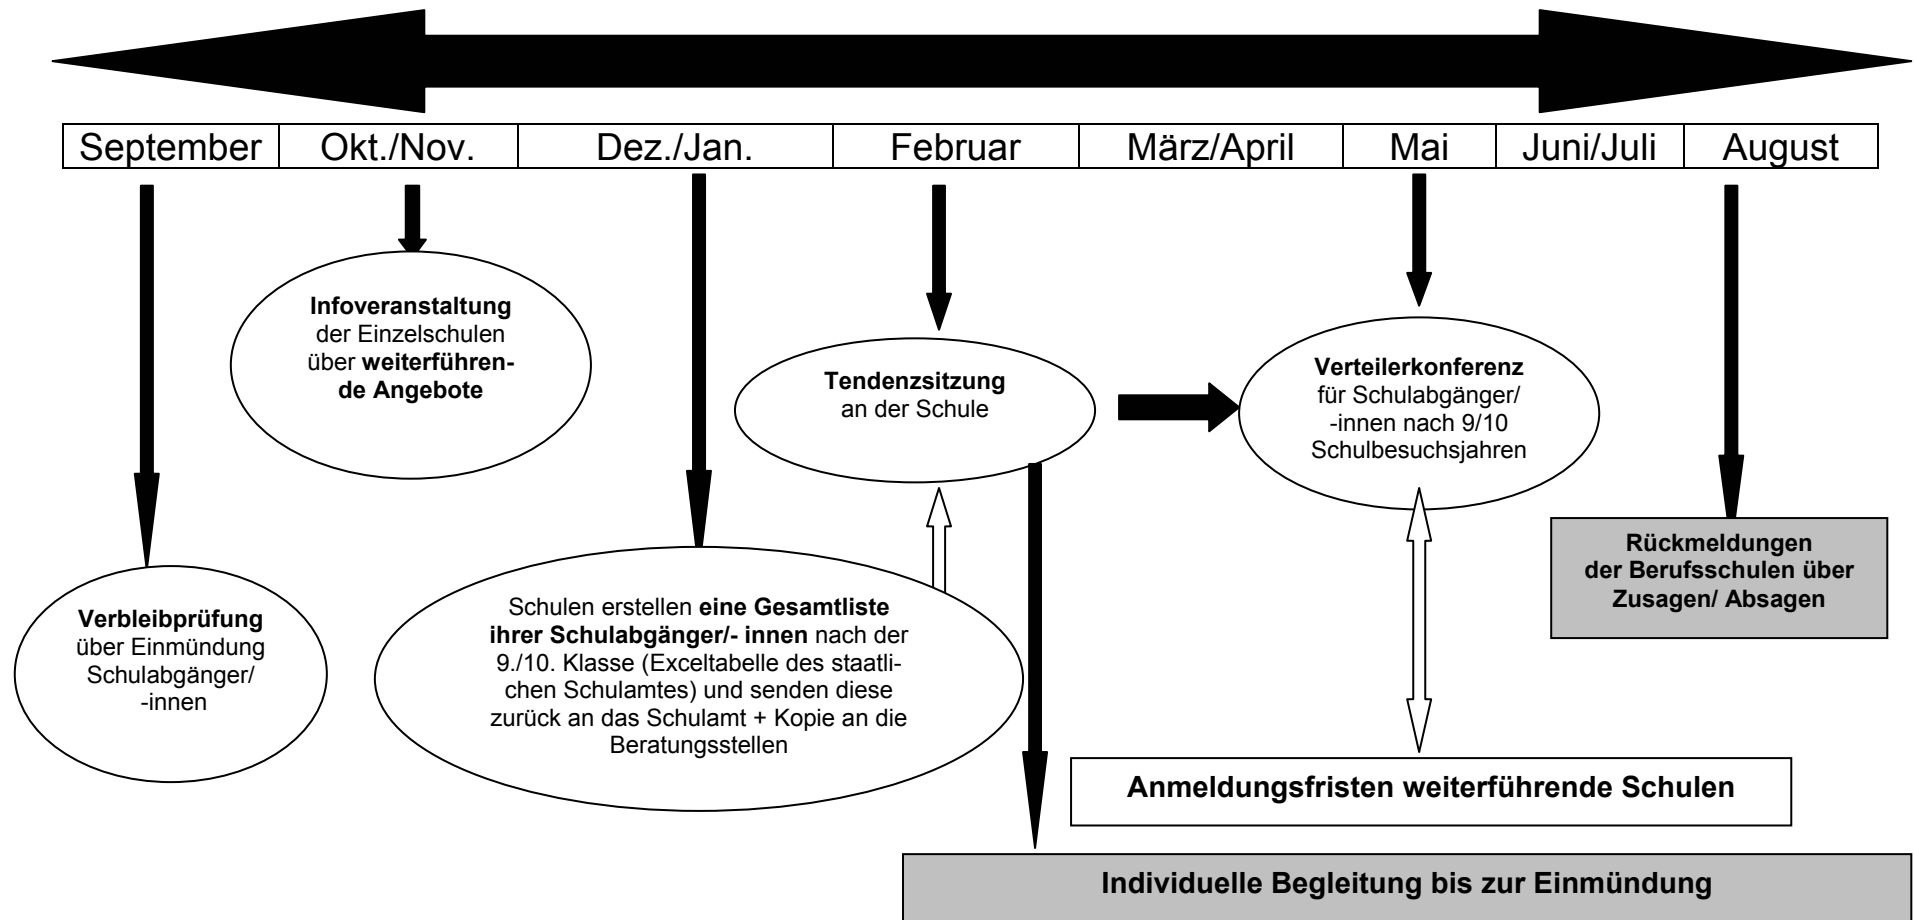 September Okt./Nov. Dez./Jan. Februar März/April Mai Juni/Juli August
Infoveranstaltung
der Einzelschulen
über weiterführen-
de Angebote
Tendenzsitzung
an der Schule
Verteilerkonferenz
für Schulabgänger/
-innen nach 9/10
Schulbesuchsjahren
Rückmeldungen
der Berufsschulen über
Zusagen/ Absagen
Verbleibprüfung
über Einmündung
Schulabgänger/
-innen
Schulen erstellen eine Gesamtliste
ihrer Schulabgänger/- innen nach der
9./10. Klasse (Exceltabelle des staatli-
chen Schulamtes) und senden diese
zurück an das Schulamt + Kopie an die
Beratungsstellen
Anmeldungsfristen weiterführende Schulen
Individuelle Begleitung bis zur Einmündung